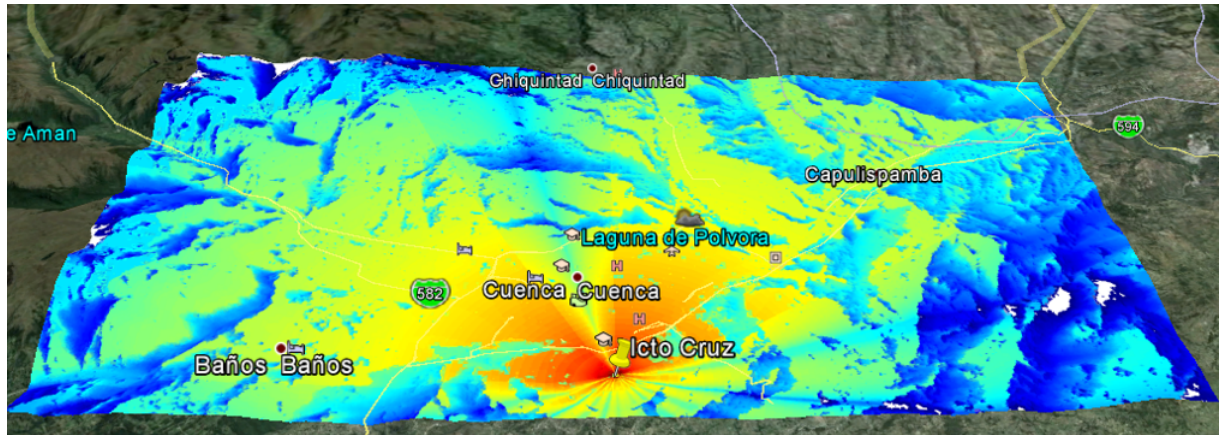 Chiquintad Chiquintad
594
e Aman
Capulispamba
Laguna de Polvora
H
582
Cuenca Cuenca
H
Icto Cruz
Baños Baños